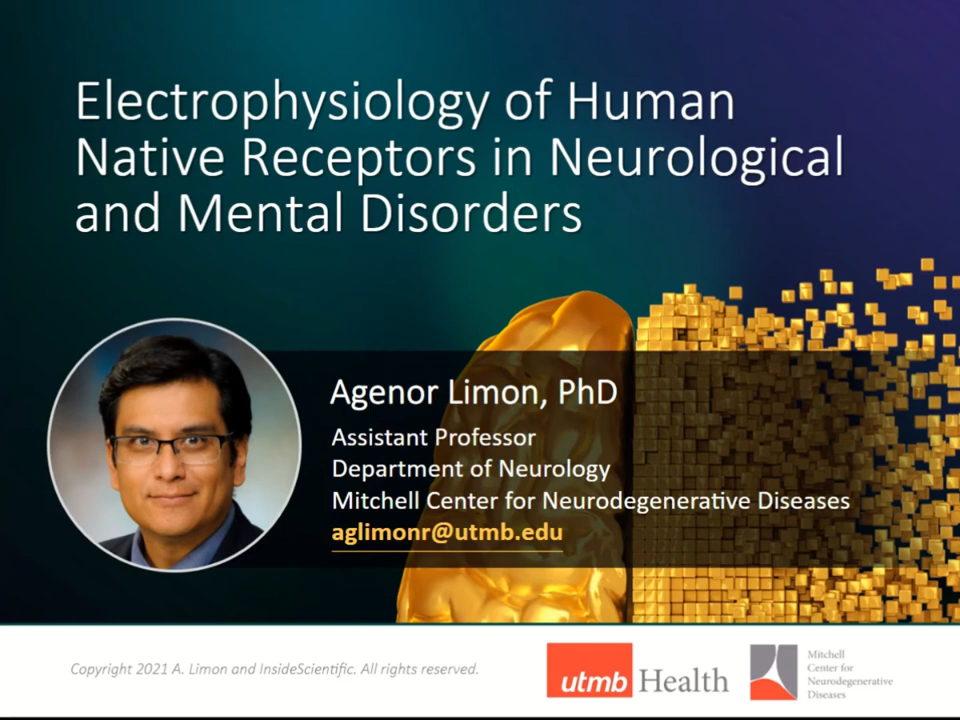 Electrophysiology of Human
Native Receptors in Neurological
and Mental Disorders
Agenor Limon, PhD
Assistant Professor
Department of Neurology
Mitchell Center for Neurodegenerative Diseases
aglimonr@utmb.edu
Copyright 2021 A. Limon and InsideScientific. All rights reserved.
utmb Health
Mitchell
Center for
Neurodegenerative
Diseases